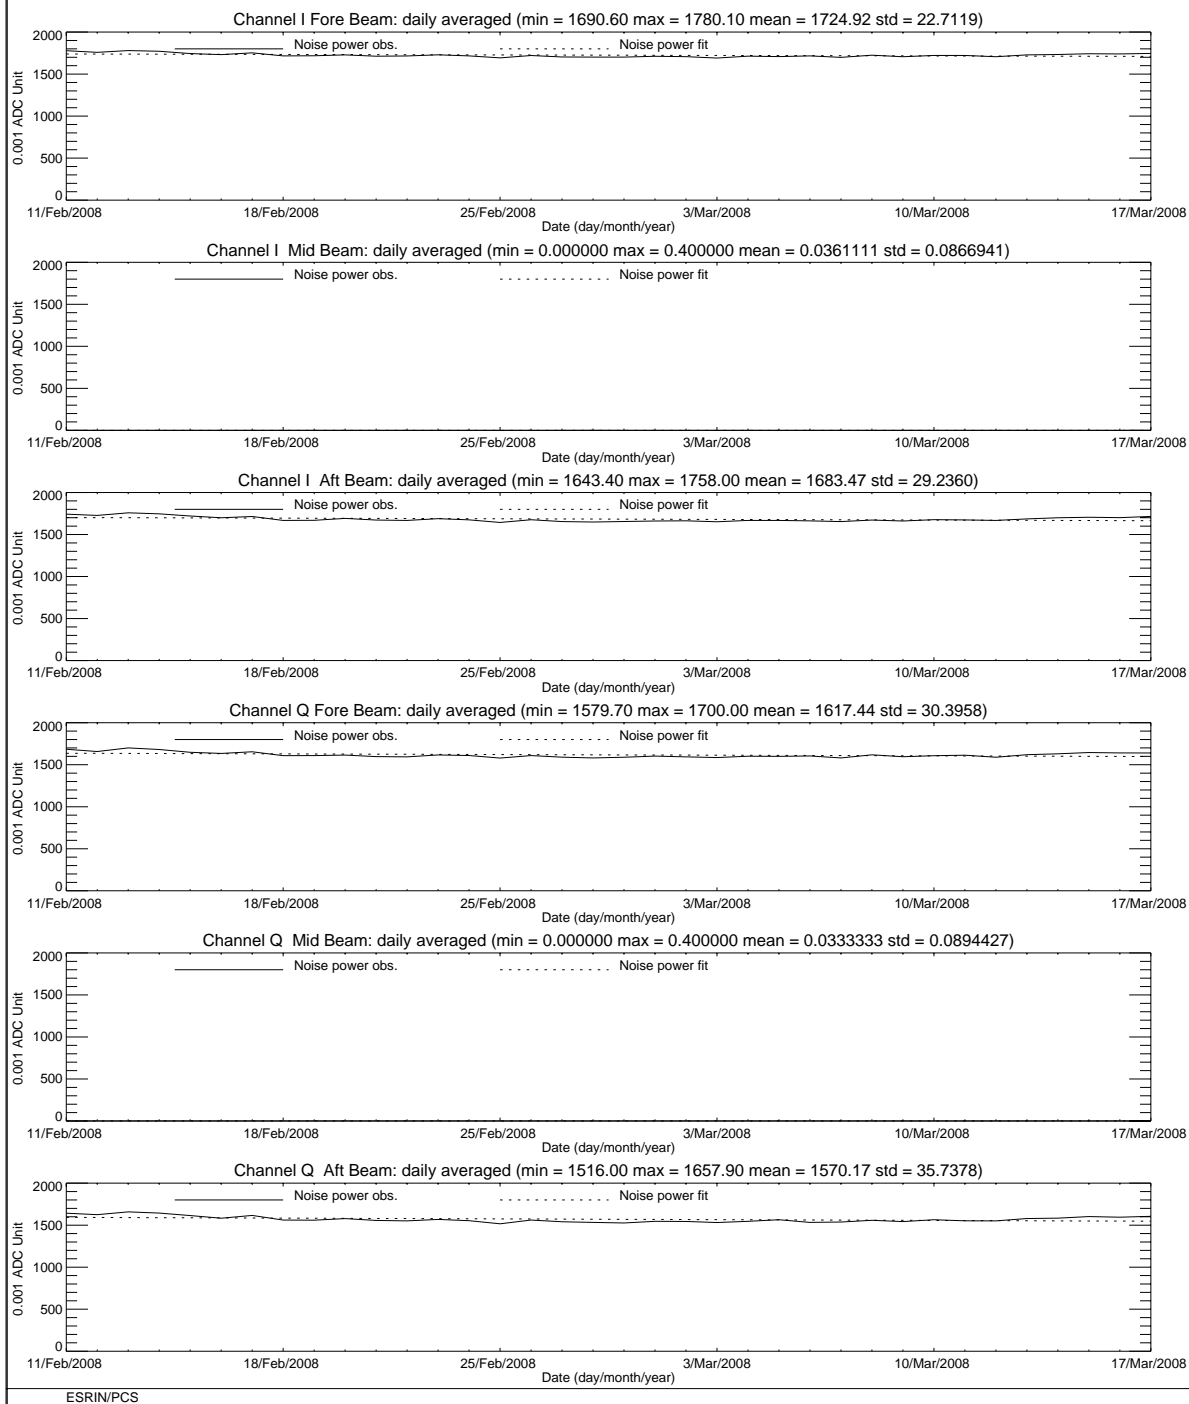 Channel I Fore Beam: daily averaged (min = 1690.60 max = 1780.10 mean = 1724.92 std = 22.7119)
Noise power obs. Noise power fit
0.001 ADC Unit
2000
1500
1000
500
0
11/Feb/2008 18/Feb/2008 25/Feb/2008 3/Mar/2008 10/Mar/2008 17/Mar/2008
Date (day/month/year)
Channel I Mid Beam: daily averaged (min = 0.000000 max = 0.400000 mean = 0.0361111 std = 0.0866941)
Noise power obs. Noise power fit
0.001 ADC Unit
2000
1500
1000
500
0
11/Feb/2008 18/Feb/2008 25/Feb/2008 3/Mar/2008 10/Mar/2008 17/Mar/2008
Date (day/month/year)
Channel I Aft Beam: daily averaged (min = 1643.40 max = 1758.00 mean = 1683.47 std = 29.2360)
Noise power obs. Noise power fit
0.001 ADC Unit
2000
1500
1000
500
0
11/Feb/2008 18/Feb/2008 25/Feb/2008 3/Mar/2008 10/Mar/2008 17/Mar/2008
Date (day/month/year)
Channel Q Fore Beam: daily averaged (min = 1579.70 max = 1700.00 mean = 1617.44 std = 30.3958)
Noise power obs. Noise power fit
0.001 ADC Unit
2000
1500
1000
500
0
11/Feb/2008 18/Feb/2008 25/Feb/2008 3/Mar/2008 10/Mar/2008 17/Mar/2008
Date (day/month/year)
Channel Q Mid Beam: daily averaged (min = 0.000000 max = 0.400000 mean = 0.0333333 std = 0.0894427)
Noise power obs. Noise power fit
0.001 ADC Unit
2000
1500
1000
500
0
11/Feb/2008 18/Feb/2008 25/Feb/2008 3/Mar/2008 10/Mar/2008 17/Mar/2008
Date (day/month/year)
Channel Q Aft Beam: daily averaged (min = 1516.00 max = 1657.90 mean = 1570.17 std = 35.7378)
Noise power obs. Noise power fit
0.001 ADC Unit
2000
1500
1000
500
0
11/Feb/2008 18/Feb/2008 25/Feb/2008 3/Mar/2008 10/Mar/2008 17/Mar/2008
Date (day/month/year)
ESRIN/PCS